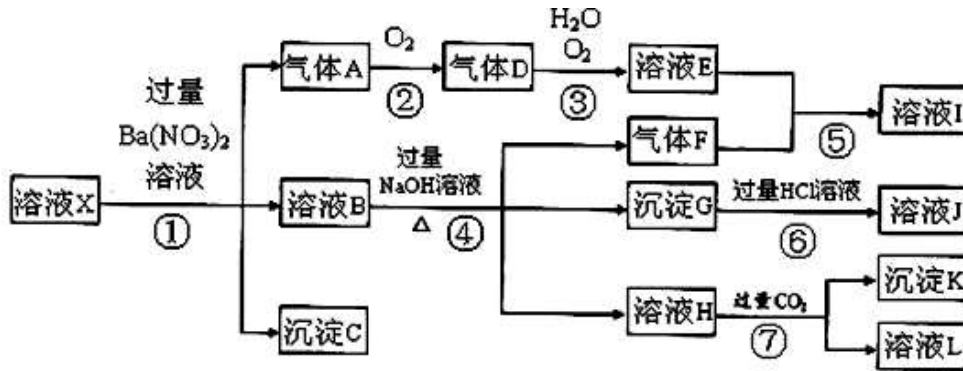 溶液X
过量
Ba(NO₃)₂
溶液
①
气体A
O₂
②
气体D
H₂O
O₂
③
溶液E
溶液B
过量
NaOH溶液
△
④
气体F
⑤
溶液I
沉淀G
过量HCl溶液
⑥
溶液J
沉淀C
溶液H
过量CO₂
⑦
沉淀K
溶液L